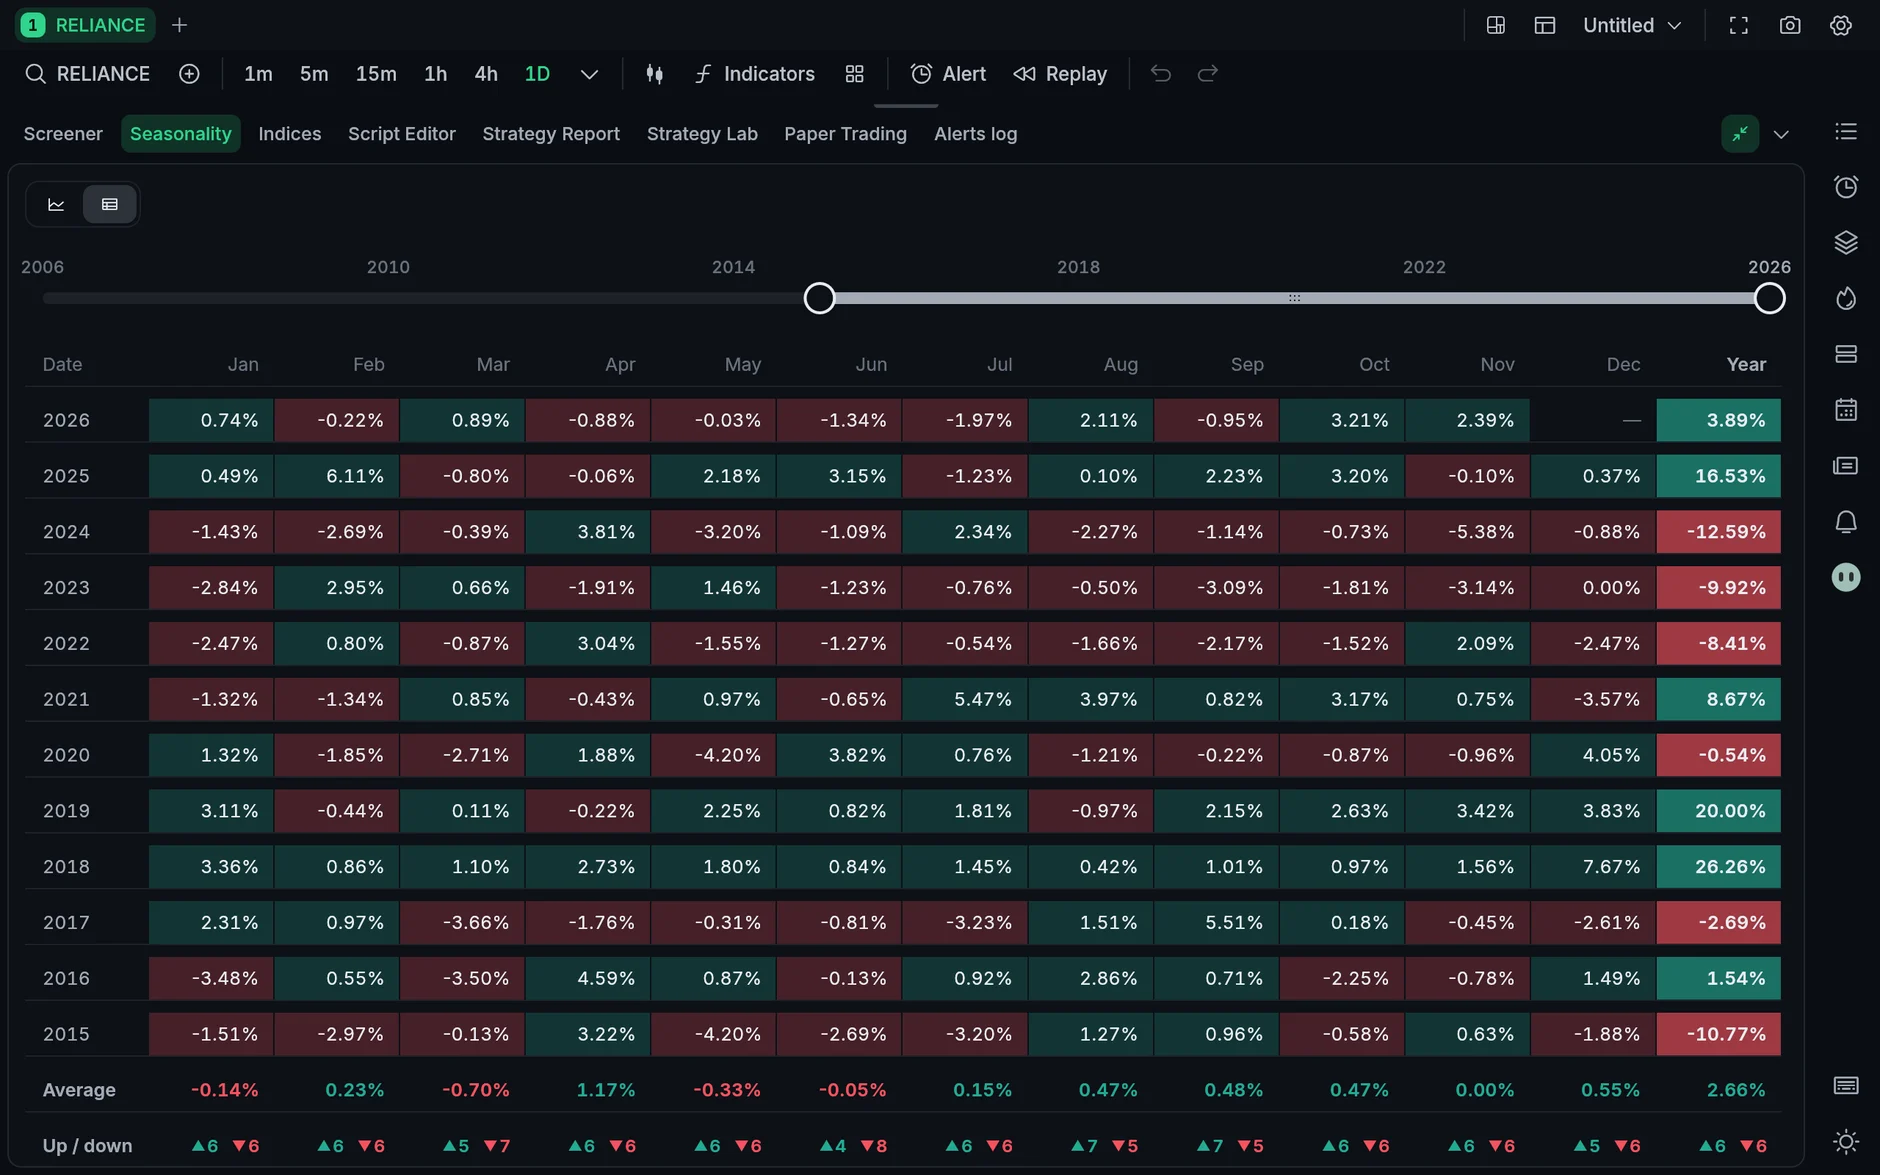 1 RELIANCE +
Untitled
RELIANCE 1m 5m 15m 1h 4h 1D Indicators Alert Replay
Screener Seasonality Indices Script Editor Strategy Report Strategy Lab Paper Trading Alerts log
2006 2010 2014 2018 2022 2026
Date Jan Feb Mar Apr May Jun Jul Aug Sep Oct Nov Dec Year
2026 0.74% -0.22% 0.89% -0.88% -0.03% -1.34% -1.97% 2.11% -0.95% 3.21% 2.39% — 3.89%
2025 0.49% 6.11% -0.80% -0.06% 2.18% 3.15% -1.23% 0.10% 2.23% 3.20% -0.10% 0.37% 16.53%
2024 -1.43% -2.69% -0.39% 3.81% -3.20% -1.09% 2.34% -2.27% -1.14% -0.73% -5.38% -0.88% -12.59%
2023 -2.84% 2.95% 0.66% -1.91% 1.46% -1.23% -0.76% -0.50% -3.09% -1.81% -3.14% 0.00% -9.92%
2022 -2.47% 0.80% -0.87% 3.04% -1.55% -1.27% -0.54% -1.66% -2.17% -1.52% 2.09% -2.47% -8.41%
2021 -1.32% -1.34% 0.85% -0.43% 0.97% -0.65% 5.47% 3.97% 0.82% 3.17% 0.75% -3.57% 8.67%
2020 1.32% -1.85% -2.71% 1.88% -4.20% 3.82% 0.76% -1.21% -0.22% -0.87% -0.96% 4.05% -0.54%
2019 3.11% -0.44% 0.11% -0.22% 2.25% 0.82% 1.81% -0.97% 2.15% 2.63% 3.42% 3.83% 20.00%
2018 3.36% 0.86% 1.10% 2.73% 1.80% 0.84% 1.45% 0.42% 1.01% 0.97% 1.56% 7.67% 26.26%
2017 2.31% 0.97% -3.66% -1.76% -0.31% -0.81% -3.23% 1.51% 5.51% 0.18% -0.45% -2.61% -2.69%
2016 -3.48% 0.55% -3.50% 4.59% 0.87% -0.13% 0.92% 2.86% 0.71% -2.25% -0.78% 1.49% 1.54%
2015 -1.51% -2.97% -0.13% 3.22% -4.20% -2.69% -3.20% 1.27% 0.96% -0.58% 0.63% -1.88% -10.77%
Average -0.14% 0.23% -0.70% 1.17% -0.33% -0.05% 0.15% 0.47% 0.48% 0.47% 0.00% 0.55% 2.66%
Up / down ▲6 ▼6 ▲6 ▼6 ▲5 ▼7 ▲6 ▼6 ▲6 ▼6 ▲4 ▼8 ▲6 ▼6 ▲7 ▼5 ▲7 ▼5 ▲6 ▼6 ▲6 ▼6 ▲5 ▼6 ▲6 ▼6